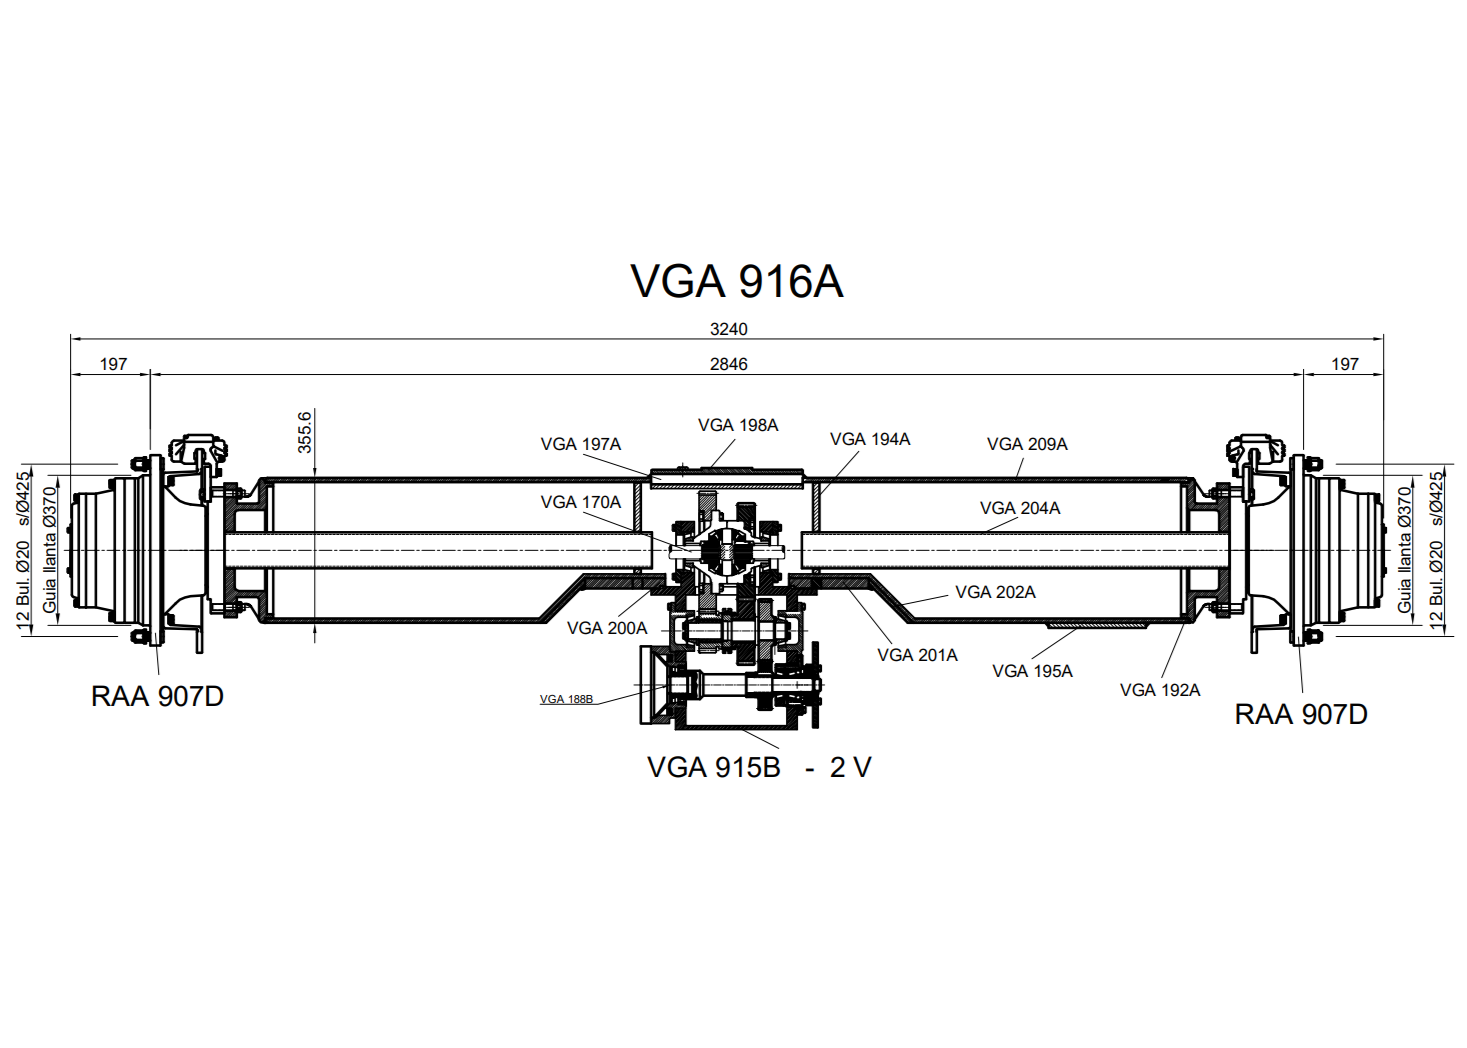 VGA 916A
3240
197
2846
197
355.6
VGA 198A
VGA 197A
VGA 194A
VGA 209A
VGA 170A
VGA 204A
12 Bul. Ø20 s/Ø425
Guia llanta Ø370
Guia llanta Ø370
12 Bul. Ø20 s/Ø425
VGA 202A
VGA 200A
VGA 201A
VGA 195A
VGA 192A
RAA 907D
VGA 188B
RAA 907D
VGA 915B - 2 V